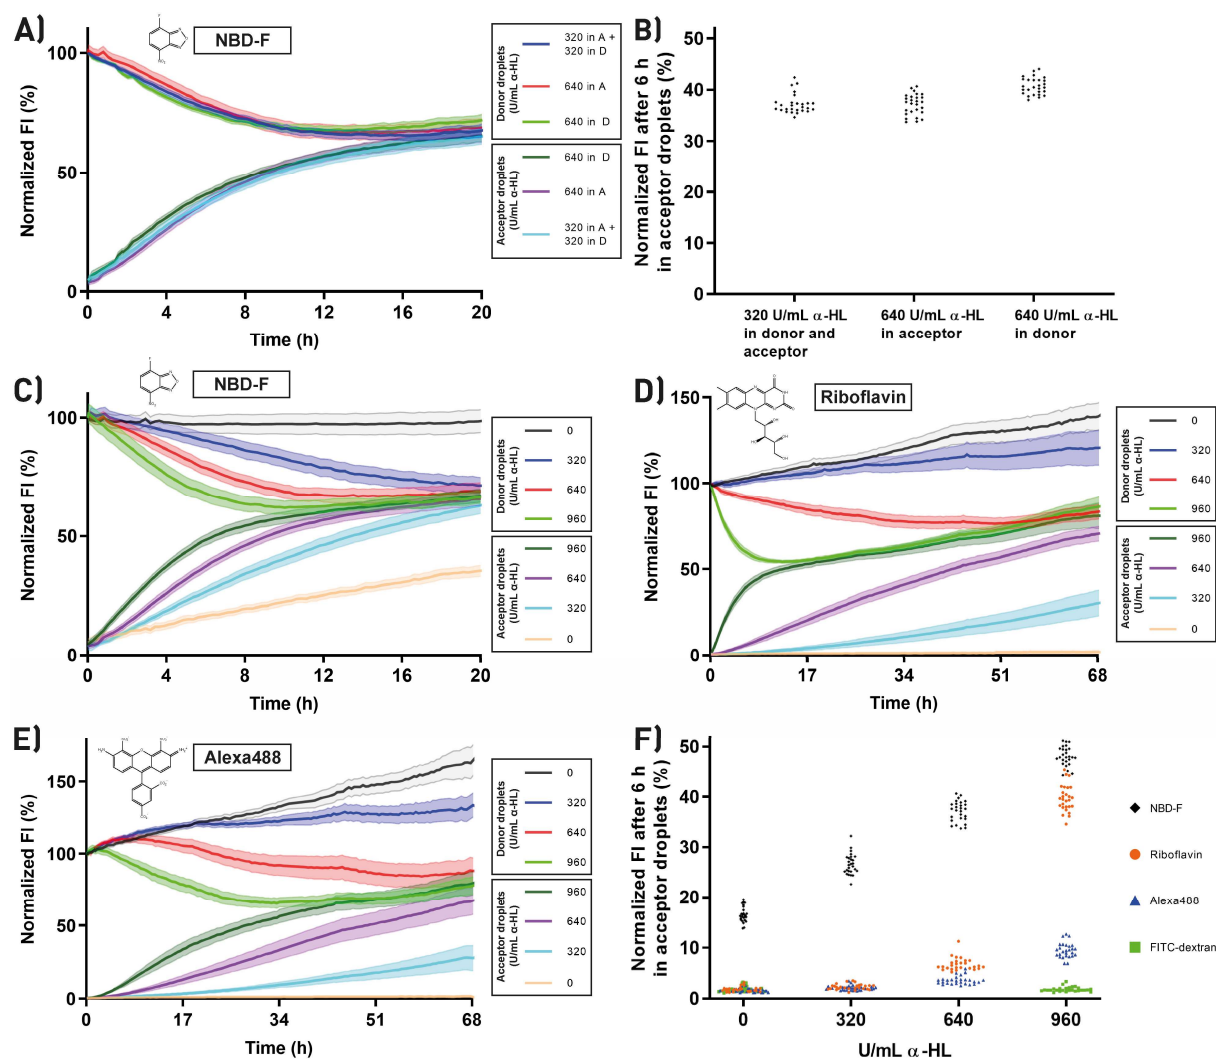 A)
NBD-F
Normalized FI (%)
100
50
0
0 4 8 12 16 20
Time (h)
Donor droplets
(U/mL α-HL)
320 in A +
320 in D
640 in A
640 in D
Acceptor droplets
(U/mL α-HL)
640 in D
640 in A
320 in A +
320 in D
B)
Normalized FI after 6 h
in acceptor droplets (%)
50
40
30
20
10
0
320 U/mL α-HL
in donor and
acceptor
640 U/mL α-HL
in acceptor
640 U/mL α-HL
in donor
C)
NBD-F
Normalized FI (%)
100
50
0
0 4 8 12 16 20
Time (h)
Donor droplets
(U/mL α-HL)
0
320
640
960
Acceptor droplets
(U/mL α-HL)
960
640
320
0
D)
Riboflavin
Normalized FI (%)
150
100
50
0
0 17 34 51 68
Time (h)
Donor droplets
(U/mL α-HL)
0
320
640
960
Acceptor droplets
(U/mL α-HL)
960
640
320
0
E)
Alexa488
Normalized FI (%)
150
100
50
0
0 17 34 51 68
Time (h)
Donor droplets
(U/mL α-HL)
0
320
640
960
Acceptor droplets
(U/mL α-HL)
960
640
320
0
F)
Normalized FI after 6 h
in acceptor droplets (%)
50
40
30
20
10
0
0 320 640 960
U/mL α-HL
NBD-F
Riboflavin
Alexa488
FITC-dextran